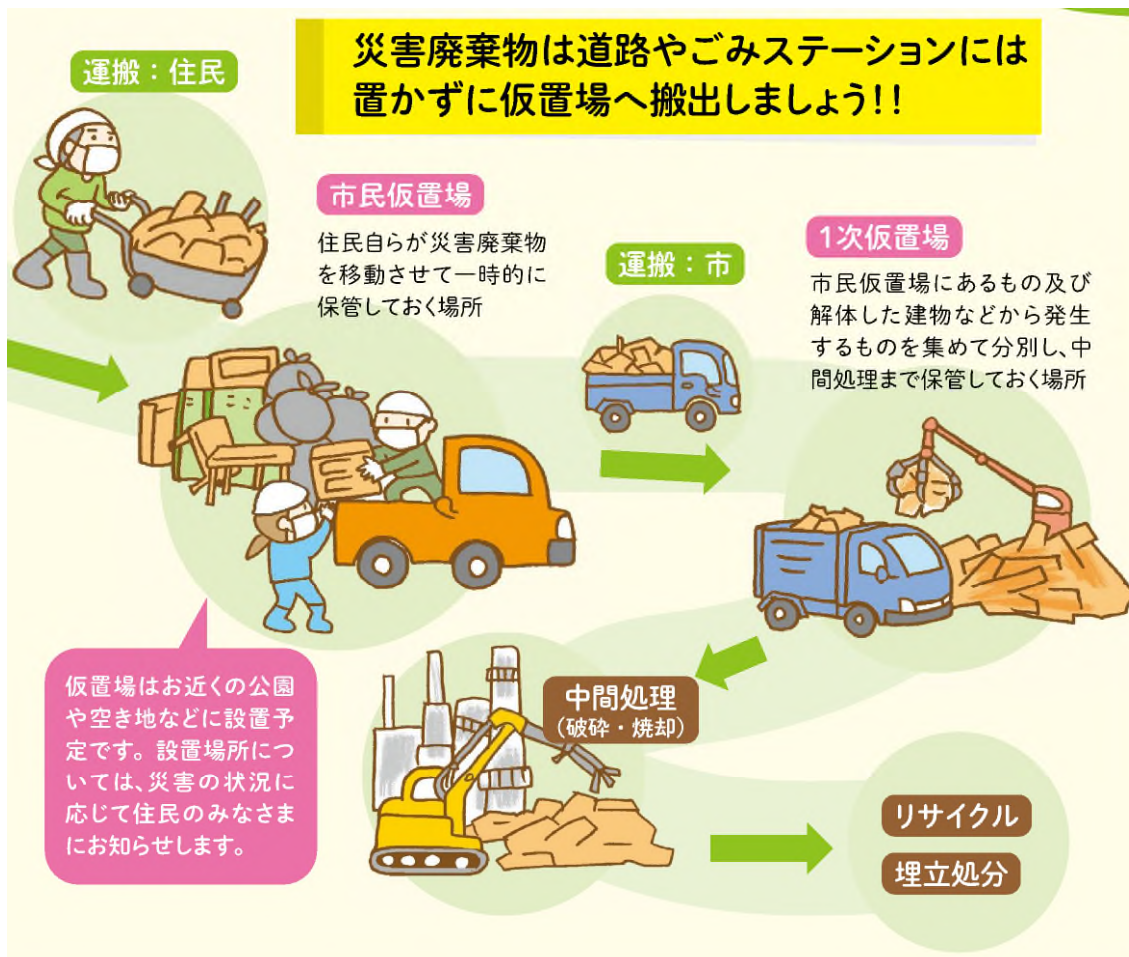 災害廃棄物は道路やごみステーションには
置かずに仮置場へ搬出しましょう!!
運搬：住民
市民仮置場
住民自らが災害廃棄物
を移動させて一時的に
保管しておく場所
運搬：市
1次仮置場
市民仮置場にあるもの及び
解体した建物などから発生
するものを集めて分別し、中
間処理まで保管しておく場所
仮置場はお近くの公園
や空き地などに設置予
定です。設置場所につ
いては、災害の状況に
応じて住民のみなさま
にお知らせします。
中間処理
（破砕・焼却）
リサイクル
埋立処分